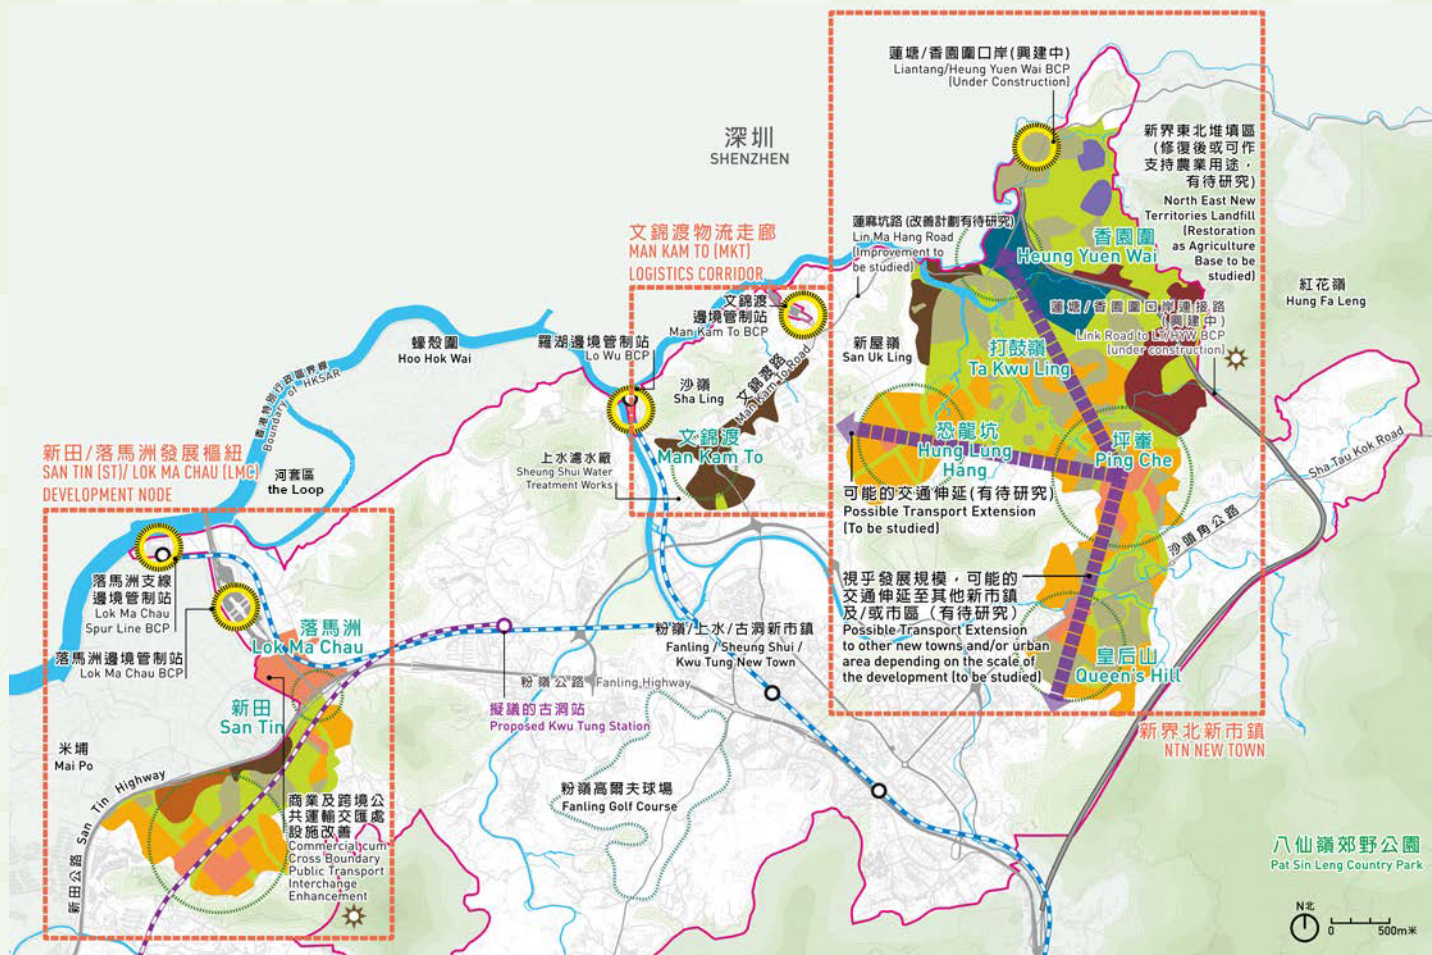 蓮塘/香園圍口岸(興建中)
Liantang/Heung Yuen Wai BCP
(Under Construction)
深圳
SHENZHEN
新界東北堆填區
(修復後或可作
支持農業用途，
有待研究)
North East New
Territories Landfill
(Restoration
as Agriculture
Base to be
studied)
蓮麻坑路(改善計劃有待研究)
Lin Ma Hang Road
(Improvement to
be studied)
香園圍
Heung Yuen Wai
文錦渡物流走廊
MAN KAM TO (MKT)
LOGISTICS CORRIDOR
文錦渡
邊境管制站
Man Kam To BCP
紅花嶺
Hung Fa Leng
蓮塘/香園圍口岸連接路
(興建中)
Link Road to LT/HYW BCP
(under construction)
蠔殼圍
Hoo Hok Wai
羅湖邊境管制站
Lo Wu BCP
新屋嶺
San Uk Ling
打鼓嶺
Ta Kwu Ling
沙嶺
Sha Ling
文錦渡路
Man Kam To Road
香港特別行政區界線
Boundary of HKSAR
文錦渡
Man Kam To
恐龍坑
Hung Lung
Hang
坪輋
Ping Che
新田/落馬洲發展樞紐
SAN TIN (ST)/ LOK MA CHAU (LMC)
DEVELOPMENT NODE
河套區
the Loop
上水濾水廠
Sheung Shui Water
Treatment Works
Sha Tau Kok Road
沙頭角公路
可能的交通伸延(有待研究)
Possible Transport Extension
(To be studied)
落馬洲支線
邊境管制站
Lok Ma Chau
Spur Line BCP
視乎發展規模，可能的
交通伸延至其他新市鎮
及/或市區（有待研究）
Possible Transport Extension
to other new towns and/or urban
area depending on the scale of
the development (to be studied)
落馬洲
Lok Ma Chau
粉嶺/上水/古洞新市鎮
Fanling / Sheung Shui /
Kwu Tung New Town
落馬洲邊境管制站
Lok Ma Chau BCP
皇后山
Queen's Hill
粉嶺公路 Fanling Highway
新田
San Tin
擬議的古洞站
Proposed Kwu Tung Station
新界北新市鎮
NTN NEW TOWN
米埔
Mai Po
San Tin Highway
新田公路
粉嶺高爾夫球場
Fanling Golf Course
商業及跨境公
共運輸交匯處
設施改善
Commercial cum
Cross Boundary
Public Transport
Interchange
Enhancement
八仙嶺郊野公園
Pat Sin Leng Country Park
N北
0 500m米